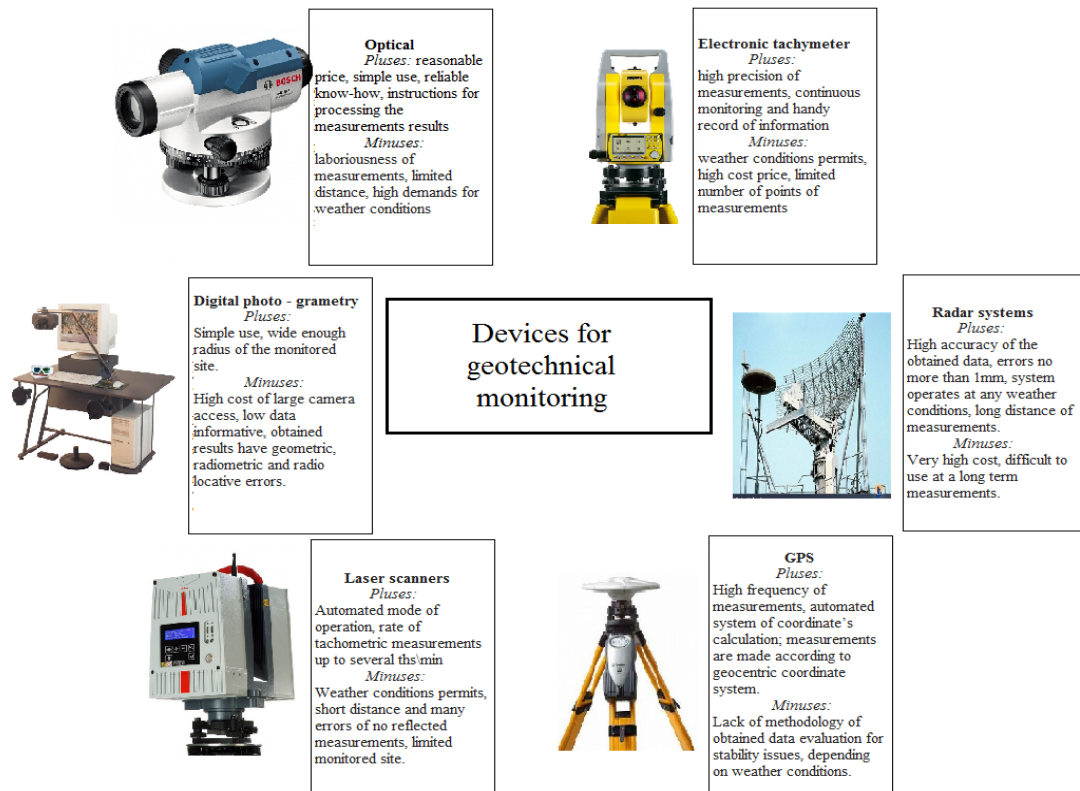 Optical
Pluses: reasonable
price, simple use, reliable
know-how, instructions for
processing the
measurements results
Minuses:
laboriousness of
measurements, limited
distance, high demands for
weather conditions
BOSCH
Electronic tachymeter
Pluses:
high precision of
measurements, continuous
monitoring and handy
record of information
Minuses:
weather conditions permits,
high cost price, limited
number of points of
measurements
Digital photo - grametry
Pluses:
Simple use, wide enough
radius of the monitored
site.
Minuses:
High cost of large camera
access, low data
informative, obtained
results have geometric,
radiometric and radio
locative errors.
Devices for
geotechnical
monitoring
Radar systems
Pluses:
High accuracy of the
obtained data, errors no
more than 1mm, system
operates at any weather
conditions, long distance of
measurements.
Minuses:
Very high cost, difficult to
use at a long term
measurements.
Laser scanners
Pluses:
Automated mode of
operation, rate of
tachometric measurements
up to several ths\min
Minuses:
Weather conditions permits,
short distance and many
errors of no reflected
measurements, limited
monitored site.
GPS
Pluses:
High frequency of
measurements, automated
system of coordinate’s
calculation; measurements
are made according to
geocentric coordinate
system.
Minuses:
Lack of methodology of
obtained data evaluation for
stability issues, depending
on weather conditions.